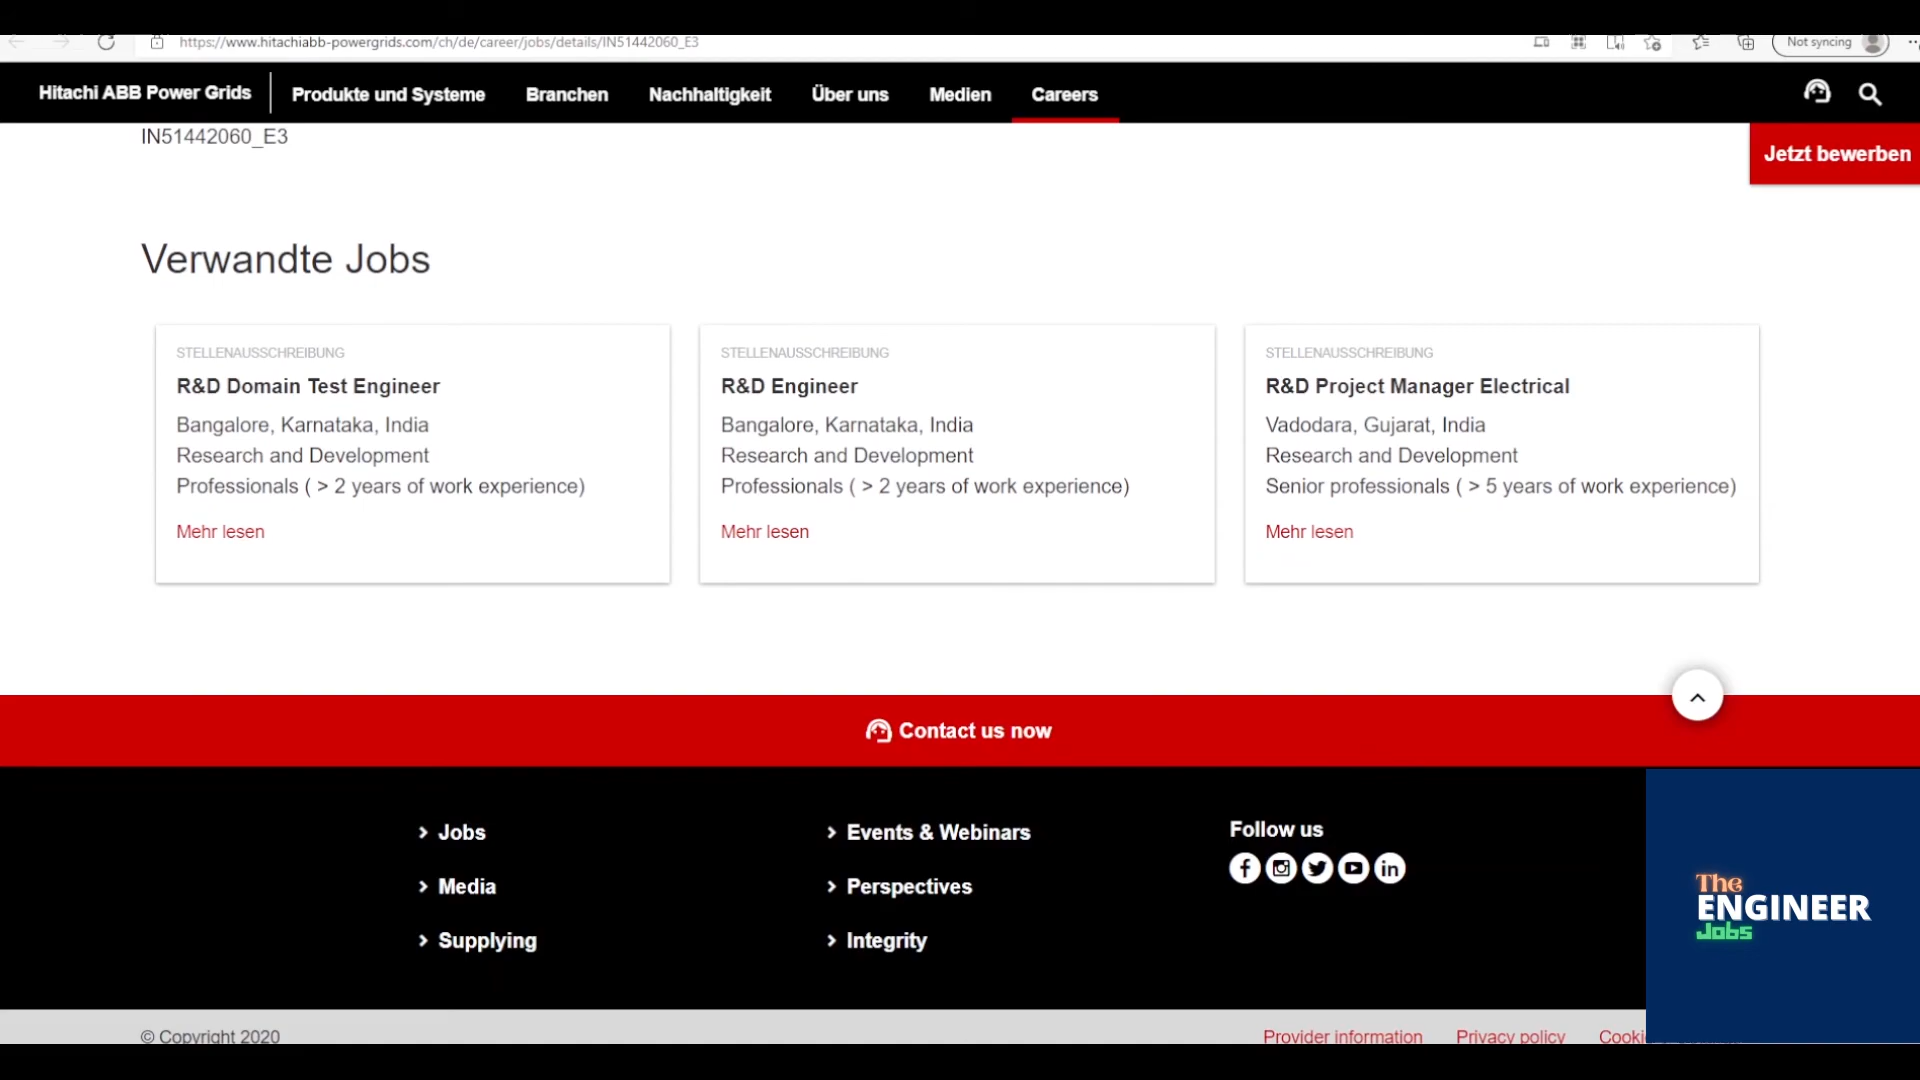 https://www.hitachiabb-powergrids.com/ch/de/career/jobs/details/IN51442060_E3
Not syncing
Hitachi ABB Power Grids
Produkte und Systeme
Branchen
Nachhaltigkeit
Über uns
Medien
Careers
IN51442060_E3
Jetzt bewerben
Verwandte Jobs
STELLENAUSSCHREIBUNG
R&D Domain Test Engineer
Bangalore, Karnataka, India
Research and Development
Professionals ( > 2 years of work experience)
Mehr lesen
STELLENAUSSCHREIBUNG
R&D Engineer
Bangalore, Karnataka, India
Research and Development
Professionals ( > 2 years of work experience)
Mehr lesen
STELLENAUSSCHREIBUNG
R&D Project Manager Electrical
Vadodara, Gujarat, India
Research and Development
Senior professionals ( > 5 years of work experience)
Mehr lesen
Contact us now
Jobs
Media
Supplying
Events & Webinars
Perspectives
Integrity
Follow us
The
ENGINEER
Jobs
© Copyright 2020
Provider information
Privacy policy